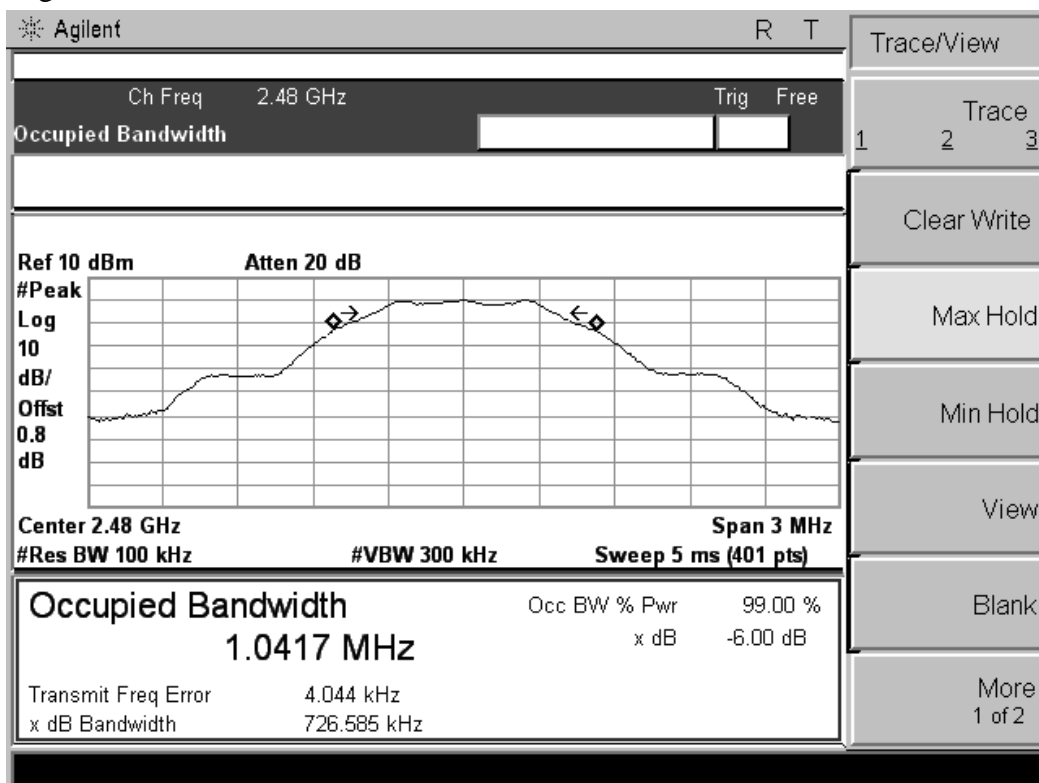 Agilent R T
Trace/View
Ch Freq 2.48 GHz Trig Free
Occupied Bandwidth
Trace
1 2 3
Clear Write
Max Hold
Min Hold
View
Blank
More
1 of 2
Ref 10 dBm Atten 20 dB
#Peak
Log
10
dB/
Offst
0.8
dB
Center 2.48 GHz Span 3 MHz
#Res BW 100 kHz #VBW 300 kHz Sweep 5 ms (401 pts)
Occupied Bandwidth Occ BW % Pwr 99.00 %
1.0417 MHz x dB -6.00 dB
Transmit Freq Error 4.044 kHz
x dB Bandwidth 726.585 kHz